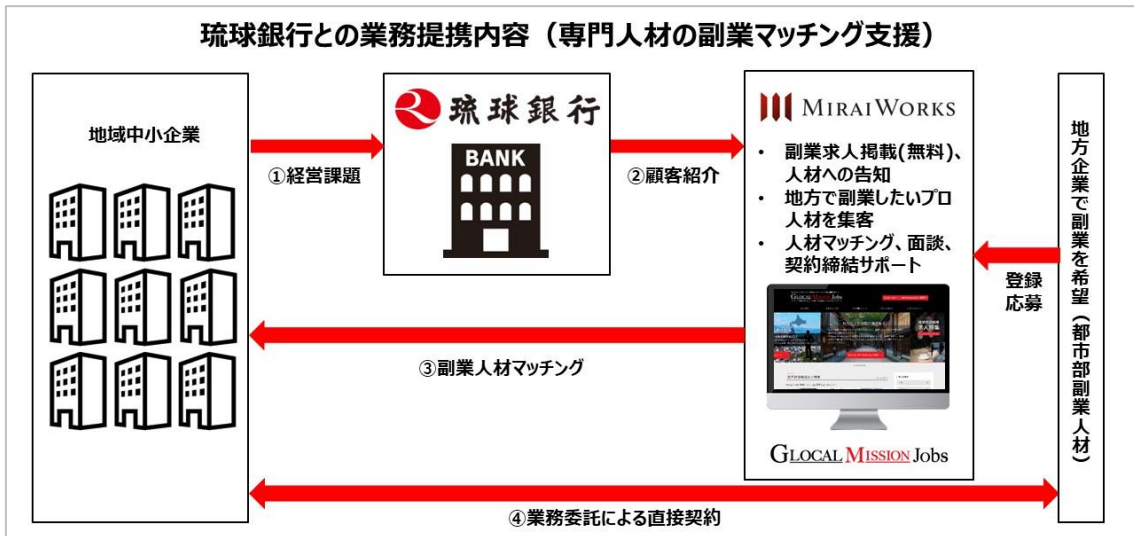 琉球銀行との業務提携内容（専門人材の副業マッチング支援）
地域中小企業
①経営課題
琉球銀行
BANK
②顧客紹介
MIRAIWORKS
• 副業求人掲載(無料)、
人材への告知
• 地方で副業したいプロ
人材を集客
• 人材マッチング、面談、
契約締結サポート
GLOCAL MISSION JOBS
GLOCAL MISSION Jobs
登録
応募
地方企業で副業を希望（都市部副業人材）
③副業人材マッチング
④業務委託による直接契約